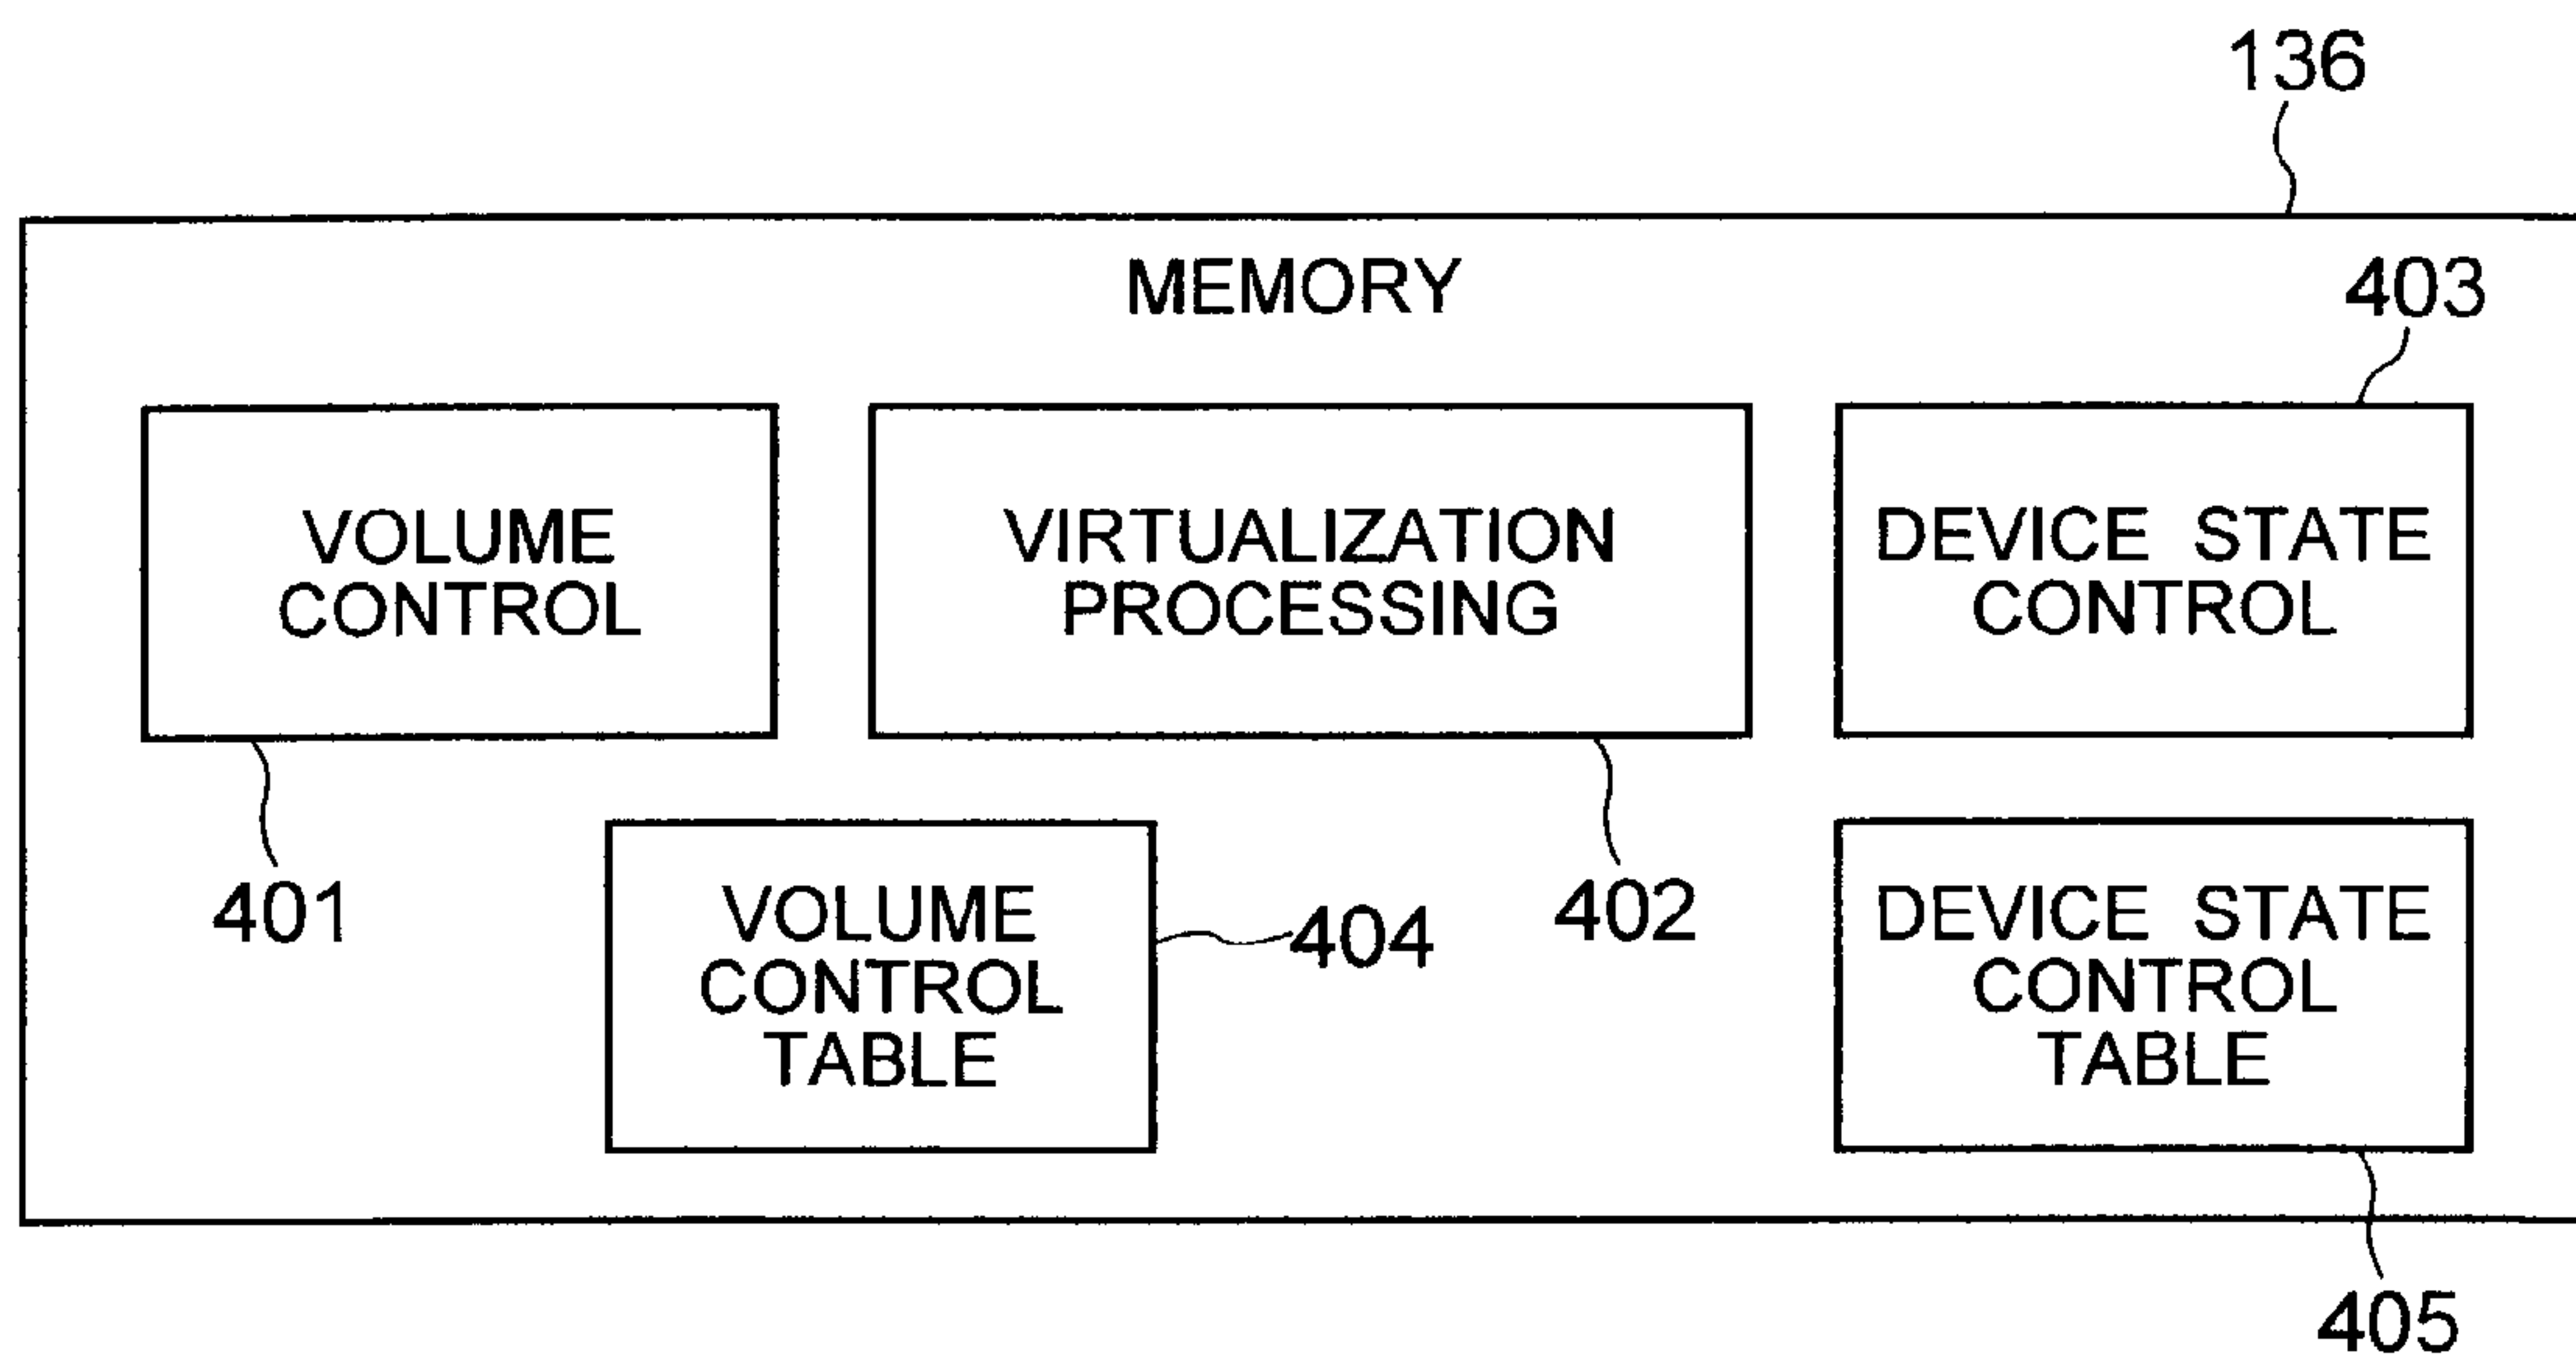 136
MEMORY
403
VOLUME
CONTROL
VIRTUALIZATION
PROCESSING
DEVICE STATE
CONTROL
401
402
VOLUME
CONTROL
TABLE
404
DEVICE STATE
CONTROL
TABLE
405